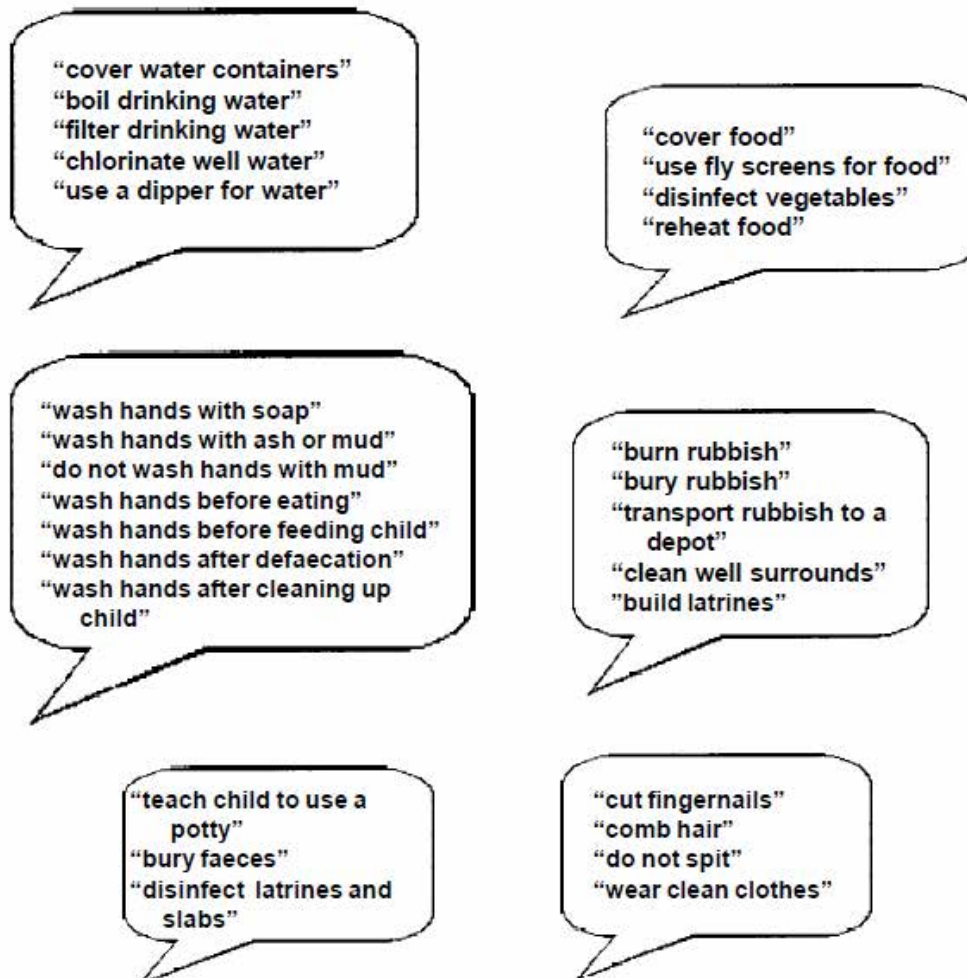 “cover water containers”
“boil drinking water”
“filter drinking water”
“chlorinate well water”
“use a dipper for water”
“cover food”
“use fly screens for food”
“disinfect vegetables”
“reheat food”
“wash hands with soap”
“wash hands with ash or mud”
“do not wash hands with mud”
“wash hands before eating”
“wash hands before feeding child”
“wash hands after defaecation”
“wash hands after cleaning up
child”
“burn rubbish”
“bury rubbish”
“transport rubbish to a
depot”
“clean well surrounds”
”build latrines”
“teach child to use a
potty”
“bury faeces”
“disinfect latrines and
slabs”
“cut fingernails”
“comb hair”
“do not spit”
“wear clean clothes”